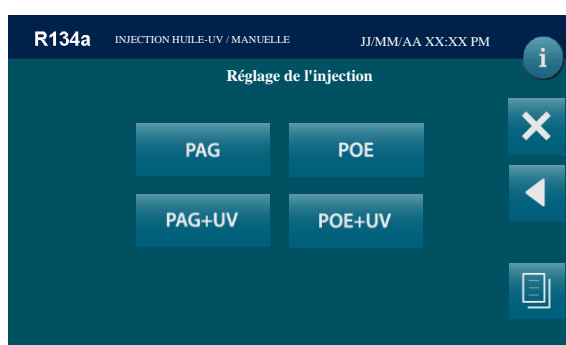 R134a INJECTION HUILE-UV / MANUELLE JJ/MM/AA XX:XX PM
i
Réglage de l'injection
PAG POE
PAG+UV POE+UV